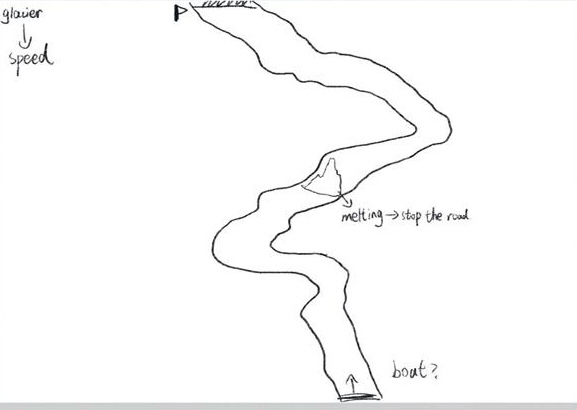 glacier
speed
melting → stop the road
boat?